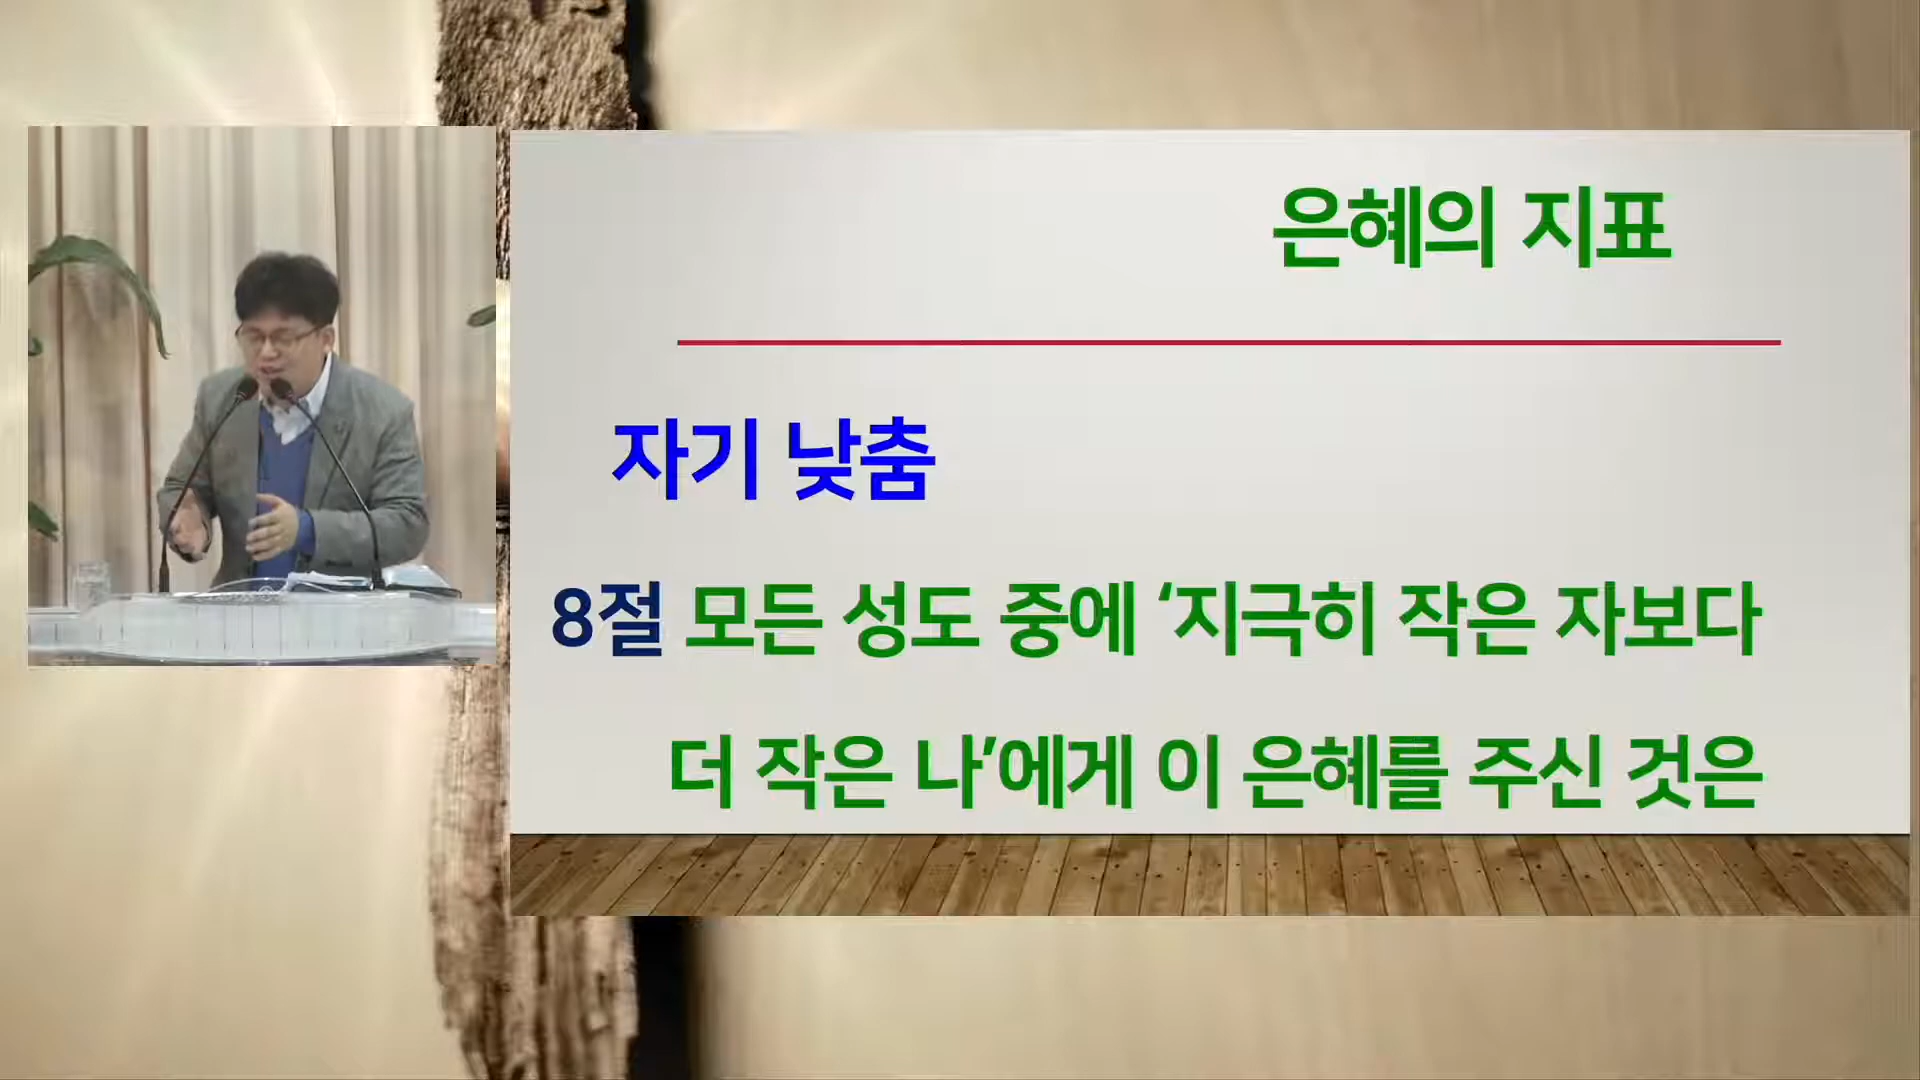 은혜의 지표
자기 낮춤
8절 모든 성도 중에 ‘지극히 작은 자보다
더 작은 나’에게 이 은혜를 주신 것은